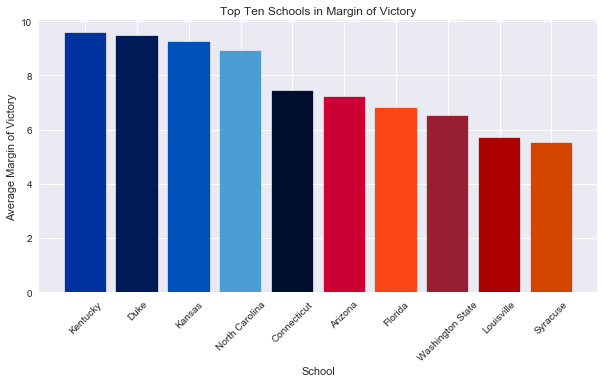 Top Ten Schools in Margin of Victory
10
8
6
4
2
0
Average Margin of Victory
Kentucky
Duke
Kansas
North Carolina
Connecticut
Arizona
Florida
Washington State
Louisville
Syracuse
School